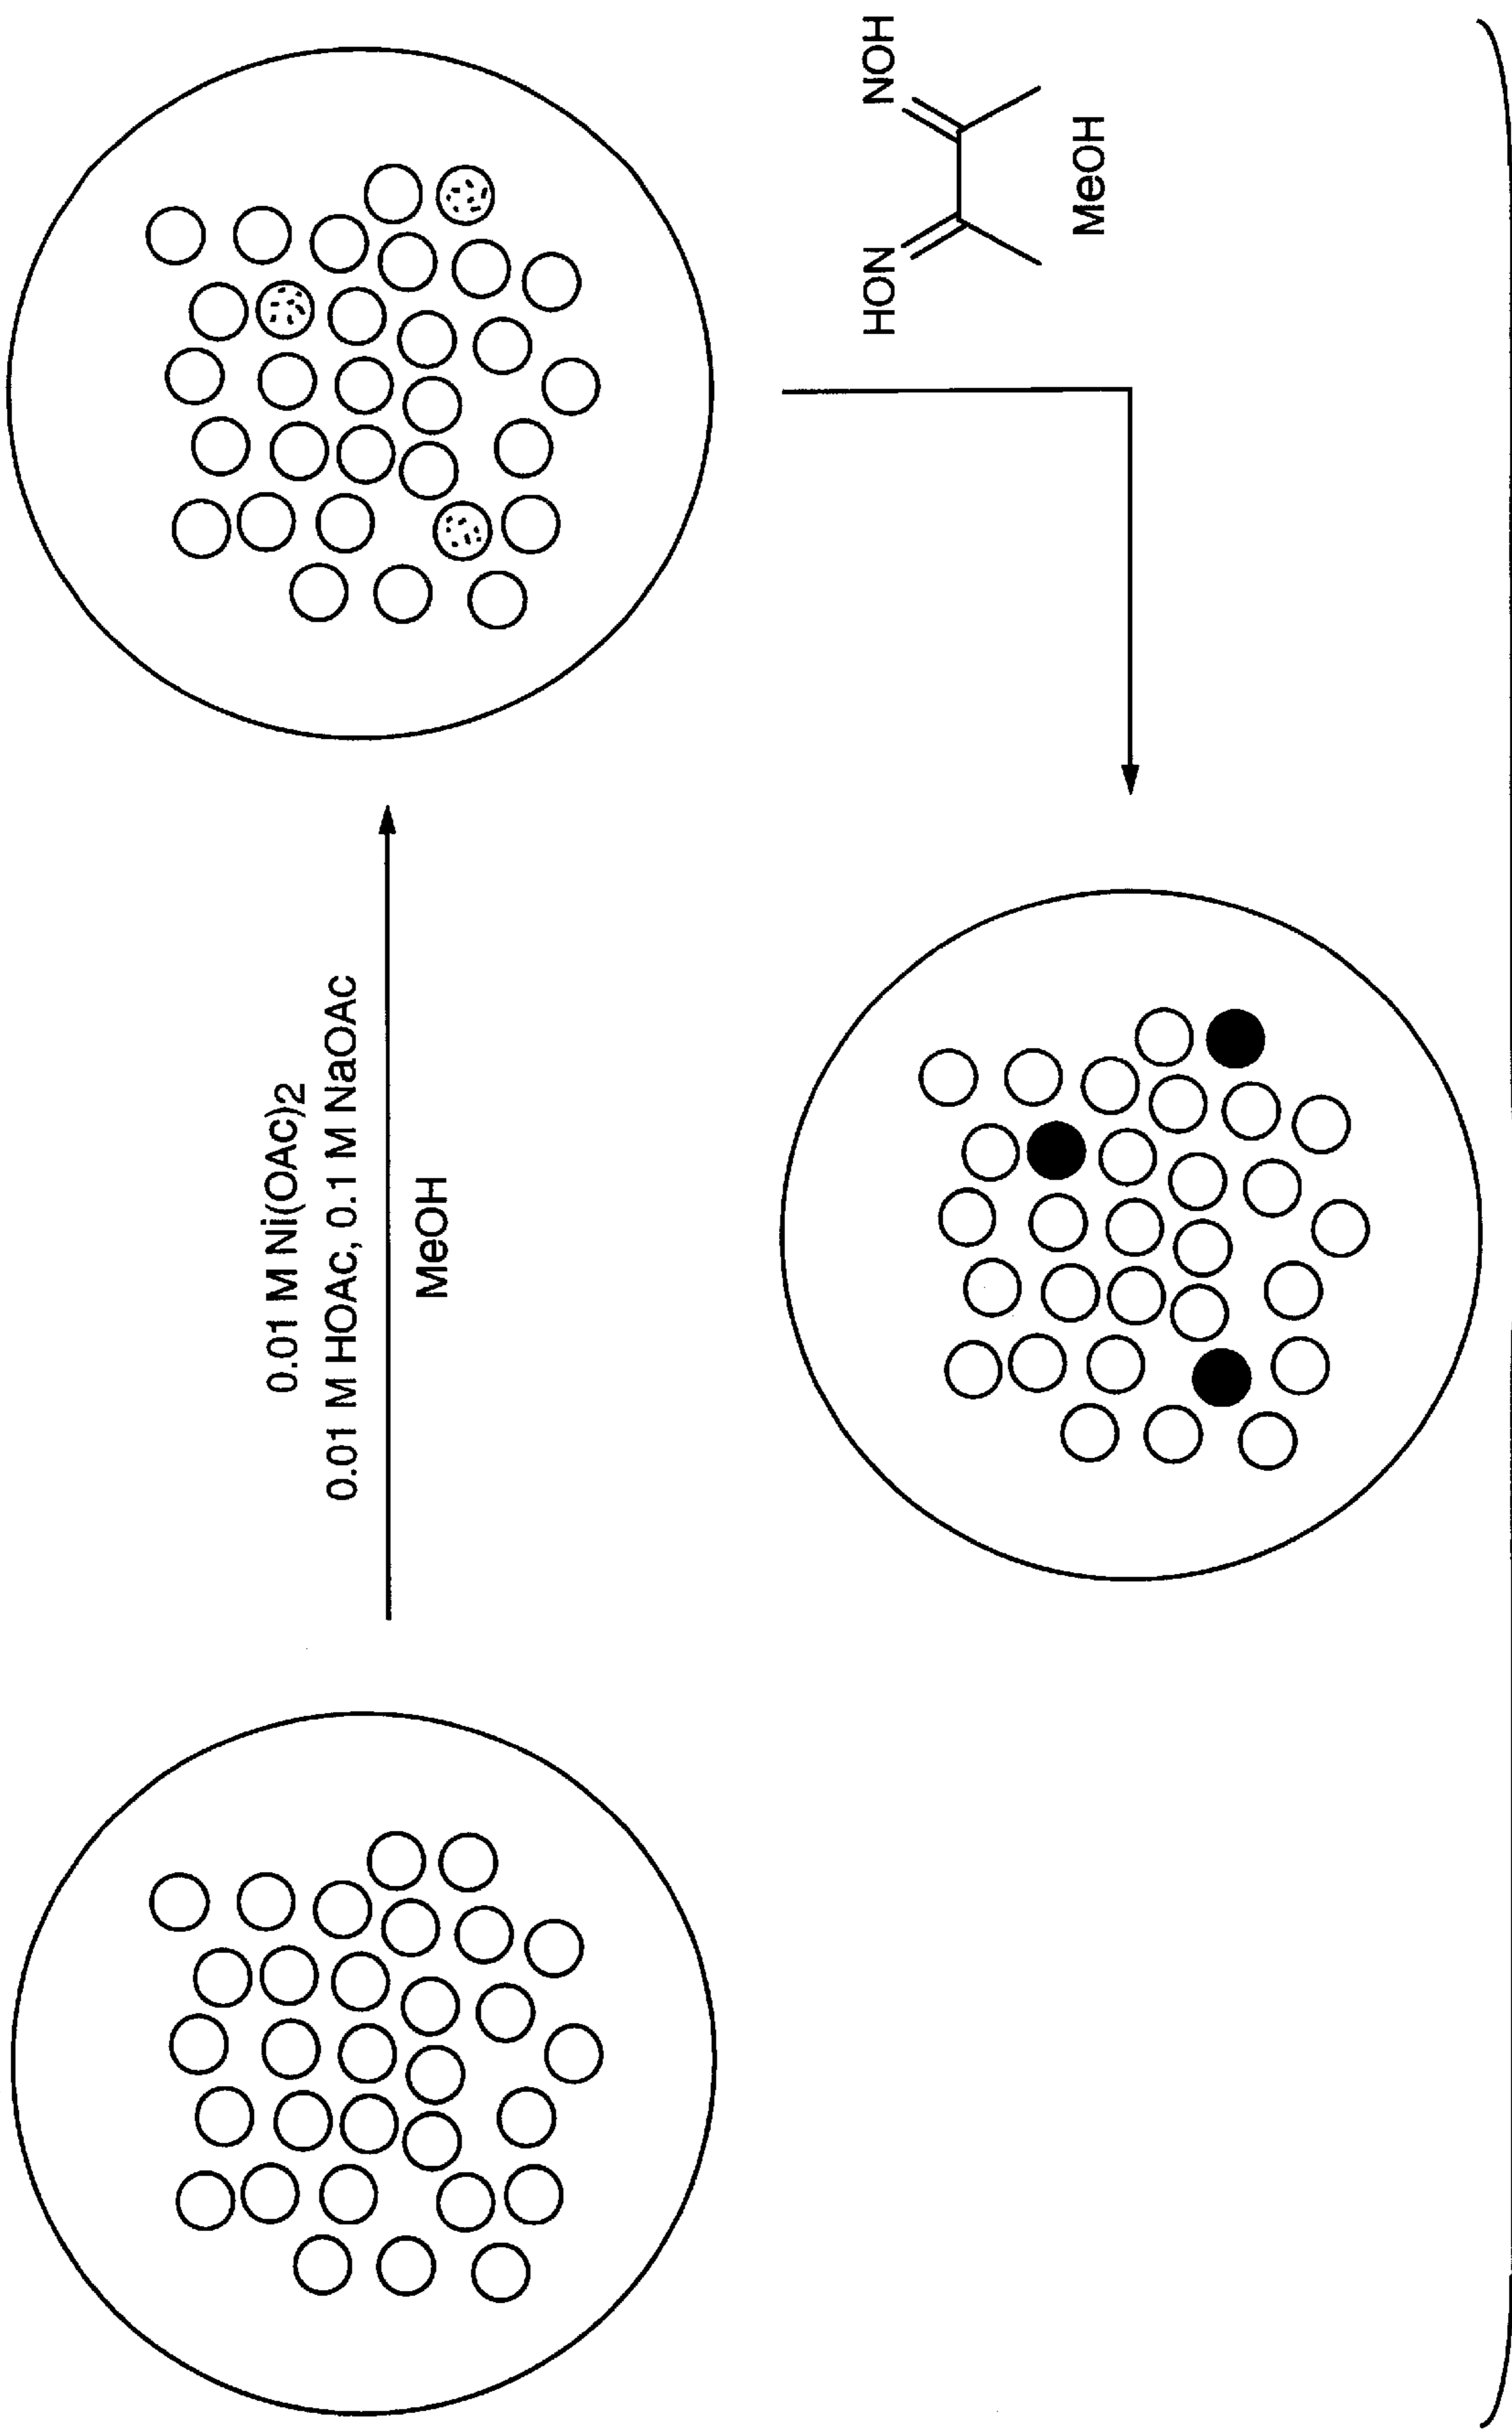 0.01 M Ni(OAc)2
0.01 M HOAc, 0.1 M NaOAc
MeOH
HON
NOH
MeOH